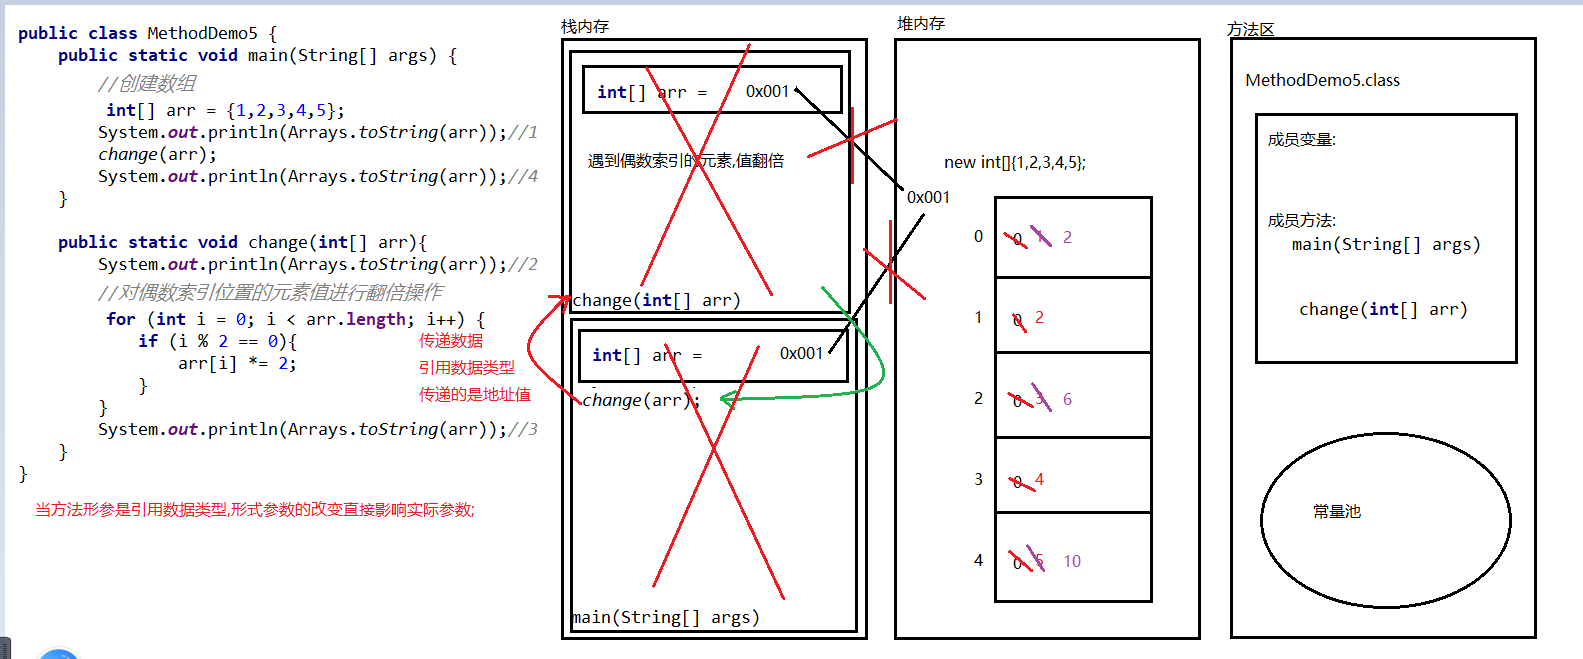 public class MethodDemo5 {
public static void main(String[] args) {
//创建数组
int[] arr = {1,2,3,4,5};
System.out.println(Arrays.toString(arr));//1
change(arr);
System.out.println(Arrays.toString(arr));//4
}
public static void change(int[] arr){
System.out.println(Arrays.toString(arr));//2
//对偶数索引位置的元素值进行翻倍操作
for (int i = 0; i < arr.length; i++) {
if (i % 2 == 0){
arr[i] *= 2;
}
}
System.out.println(Arrays.toString(arr));//3
}
}
传递数据
引用数据类型
传递的是地址值
当方法形参是引用数据类型,形式参数的改变直接影响实际参数;
栈内存
int[] arr = 0x001
遇到偶数索引的元素,值翻倍
change(int[] arr)
int[] arr = 0x001
change(arr);
main(String[] args)
堆内存
new int[]{1,2,3,4,5};
0x001
0 0 1 2
1 0 2
2 0 3 6
3 0 4
4 0 5 10
方法区
MethodDemo5.class
成员变量:
成员方法:
main(String[] args)
change(int[] arr)
常量池